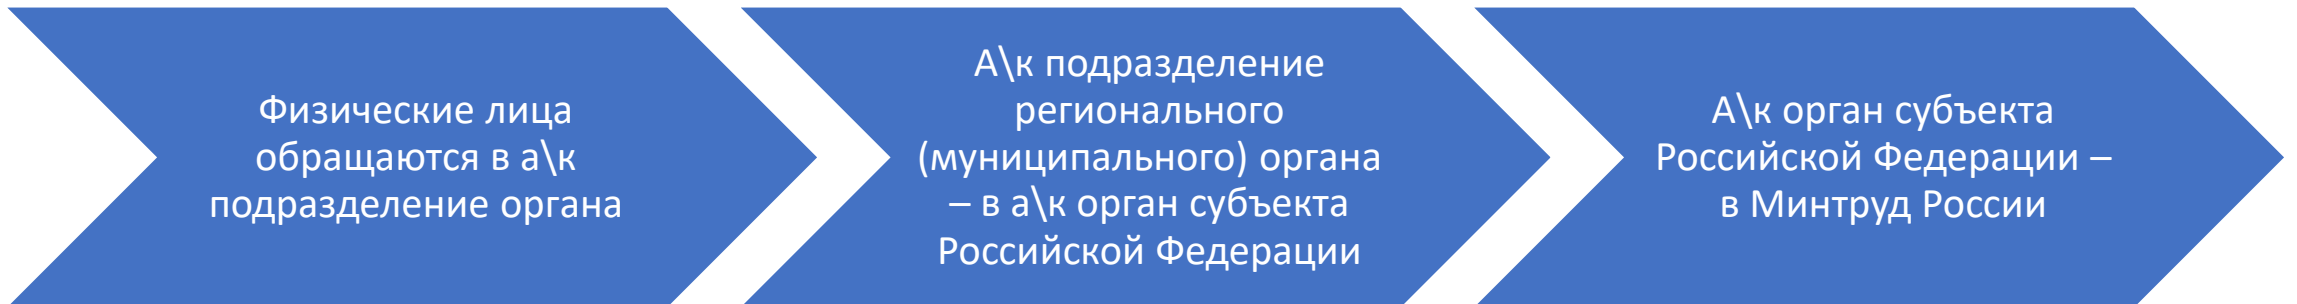 Физические лица
обращаются в а\к
подразделение органа
А\к подразделение
регионального
(муниципального) органа
– в а\к орган субъекта
Российской Федерации
А\к орган субъекта
Российской Федерации –
в Минтруд России